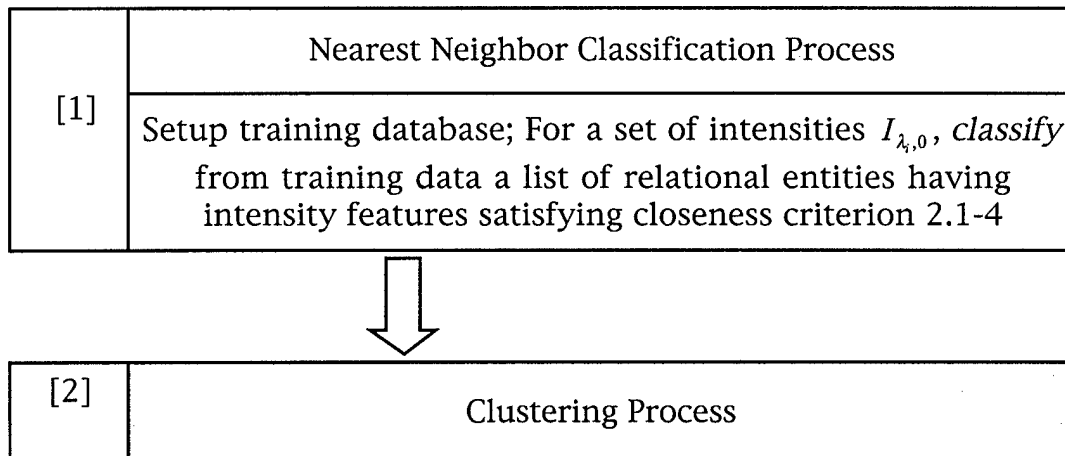 Nearest Neighbor Classification Process
[1]
Setup training database; For a set of intensities I_{λ_i,0}, classify
from training data a list of relational entities having
intensity features satisfying closeness criterion 2.1-4
[2]
Clustering Process